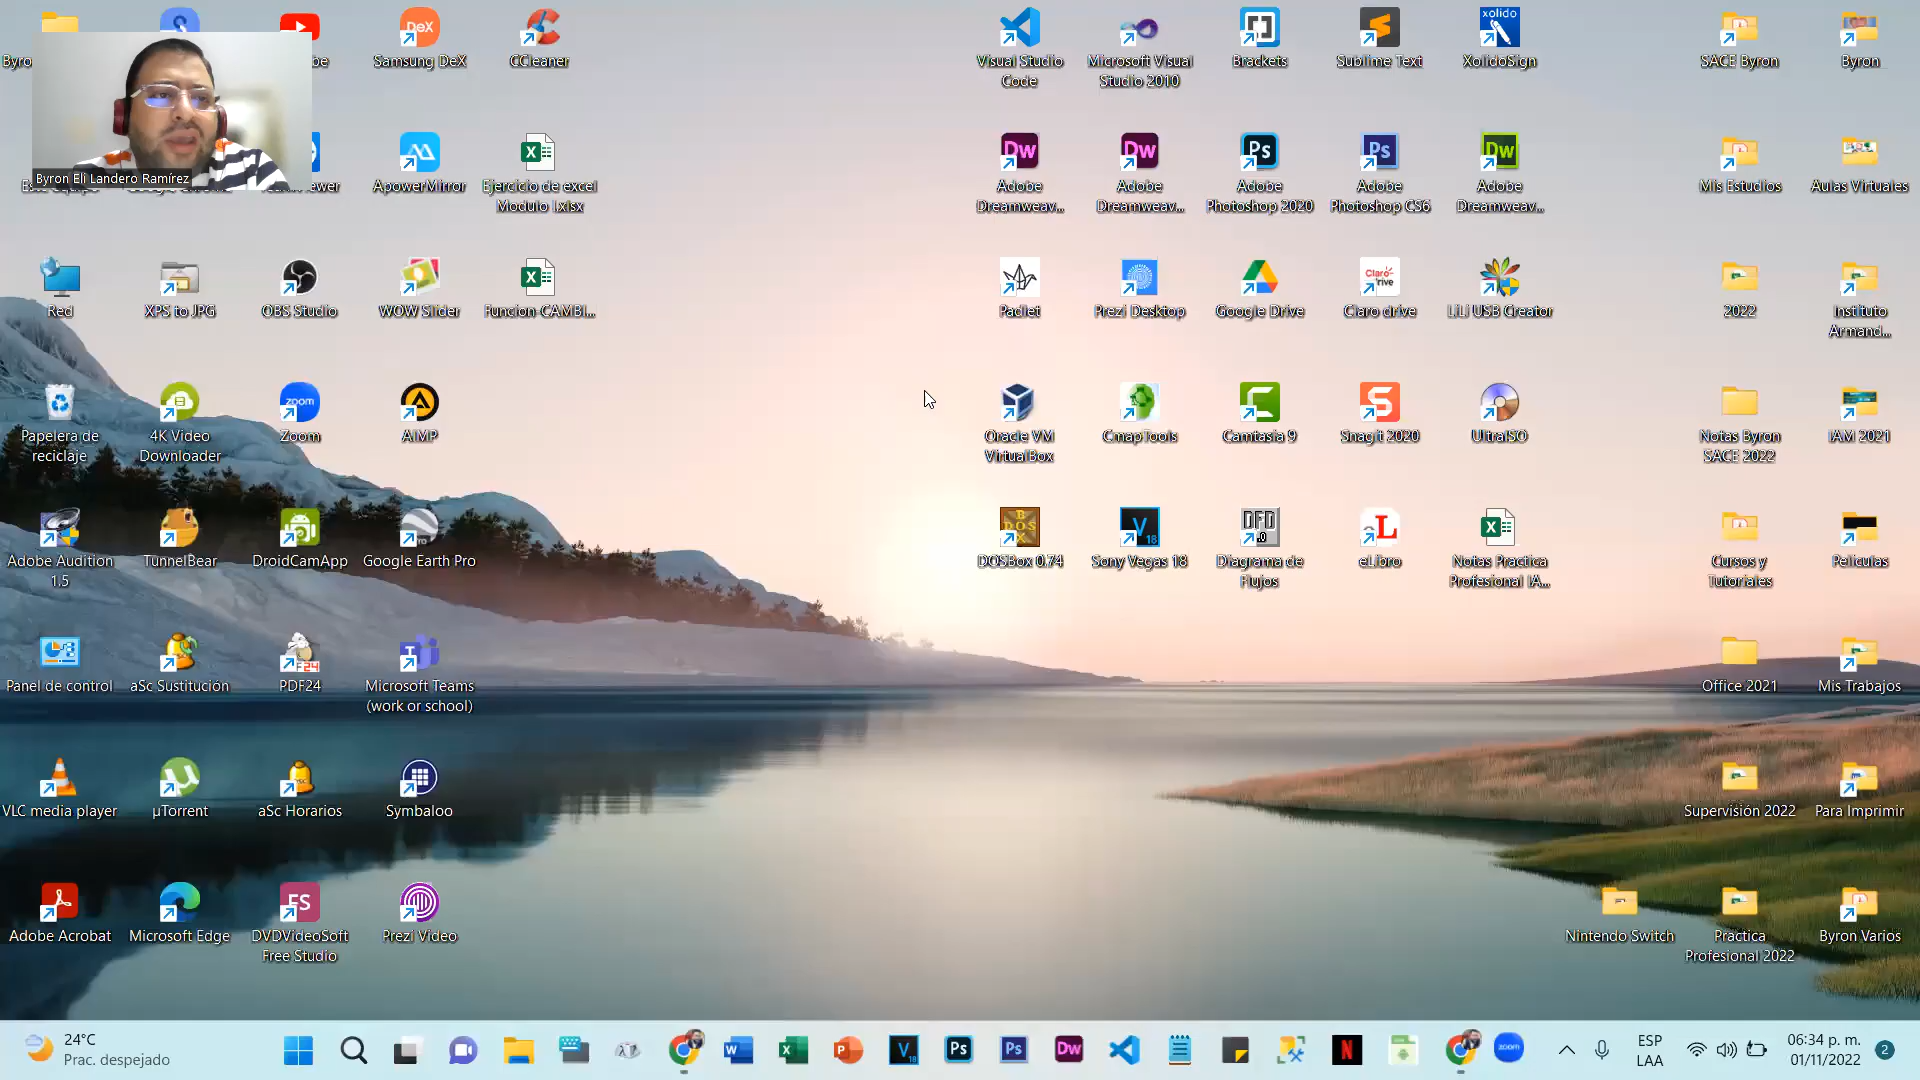 Byro
be
Samsung DeX
CCleaner
Visual Studio
Code
Microsoft Visual
Studio 2010
Brackets
Sublime Text
xolido
XolidoSign
SACE Byron
Byron
Byron Elí Landero Ramírez
ApowerMirror
Ejercicio de excel
Modulo I.xlsx
Adobe
Dreamweav...
Adobe
Dreamweav...
Adobe
Photoshop 2020
Adobe
Photoshop CS6
Adobe
Dreamweav...
Mis Estudios
Aulas Virtuales
Red
XPS to JPG
OBS Studio
WOW Slider
Funcion-CAMBI...
Padlet
Prezi Desktop
Google Drive
Claro drive
LiLi USB Creator
2022
Instituto
Armand...
Papelera de
reciclaje
4K Video
Downloader
zoom
Zoom
AIMP
Oracle VM
VirtualBox
CmapTools
Camtasia 9
Snagit 2020
UltraISO
Notas Byron
SACE 2022
IAM 2021
Adobe Audition
1.5
TunnelBear
DroidCamApp
Google Earth Pro
DOSBox 0.74
Sony Vegas 18
Diagrama de
Flujos
eLibro
Notas Practica
Profesional IA...
Cursos y
Tutoriales
Peliculas
Panel de control
aSc Sustitución
PDF24
Microsoft Teams
(work or school)
Office 2021
Mis Trabajos
VLC media player
µTorrent
aSc Horarios
Symbaloo
Supervisión 2022
Para Imprimir
Adobe Acrobat
Microsoft Edge
DVDVideoSoft
Free Studio
Prezi Video
Nintendo Switch
Practica
Profesional 2022
Byron Varios
24°C
Prac. despejado
zoom
ESP
LAA
06:34 p. m.
01/11/2022
2